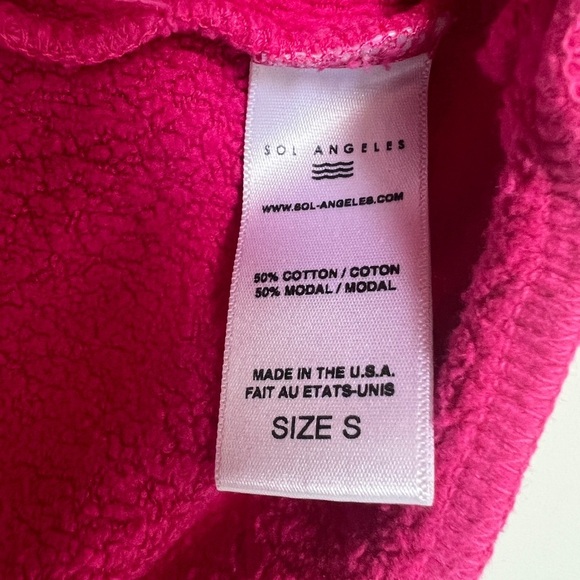 SOL ANGELES
WWW.SOL-ANGELES.COM
50% COTTON / COTON
50% MODAL / MODAL
MADE IN THE U.S.A.
FAIT AU ETATS-UNIS
SIZE S